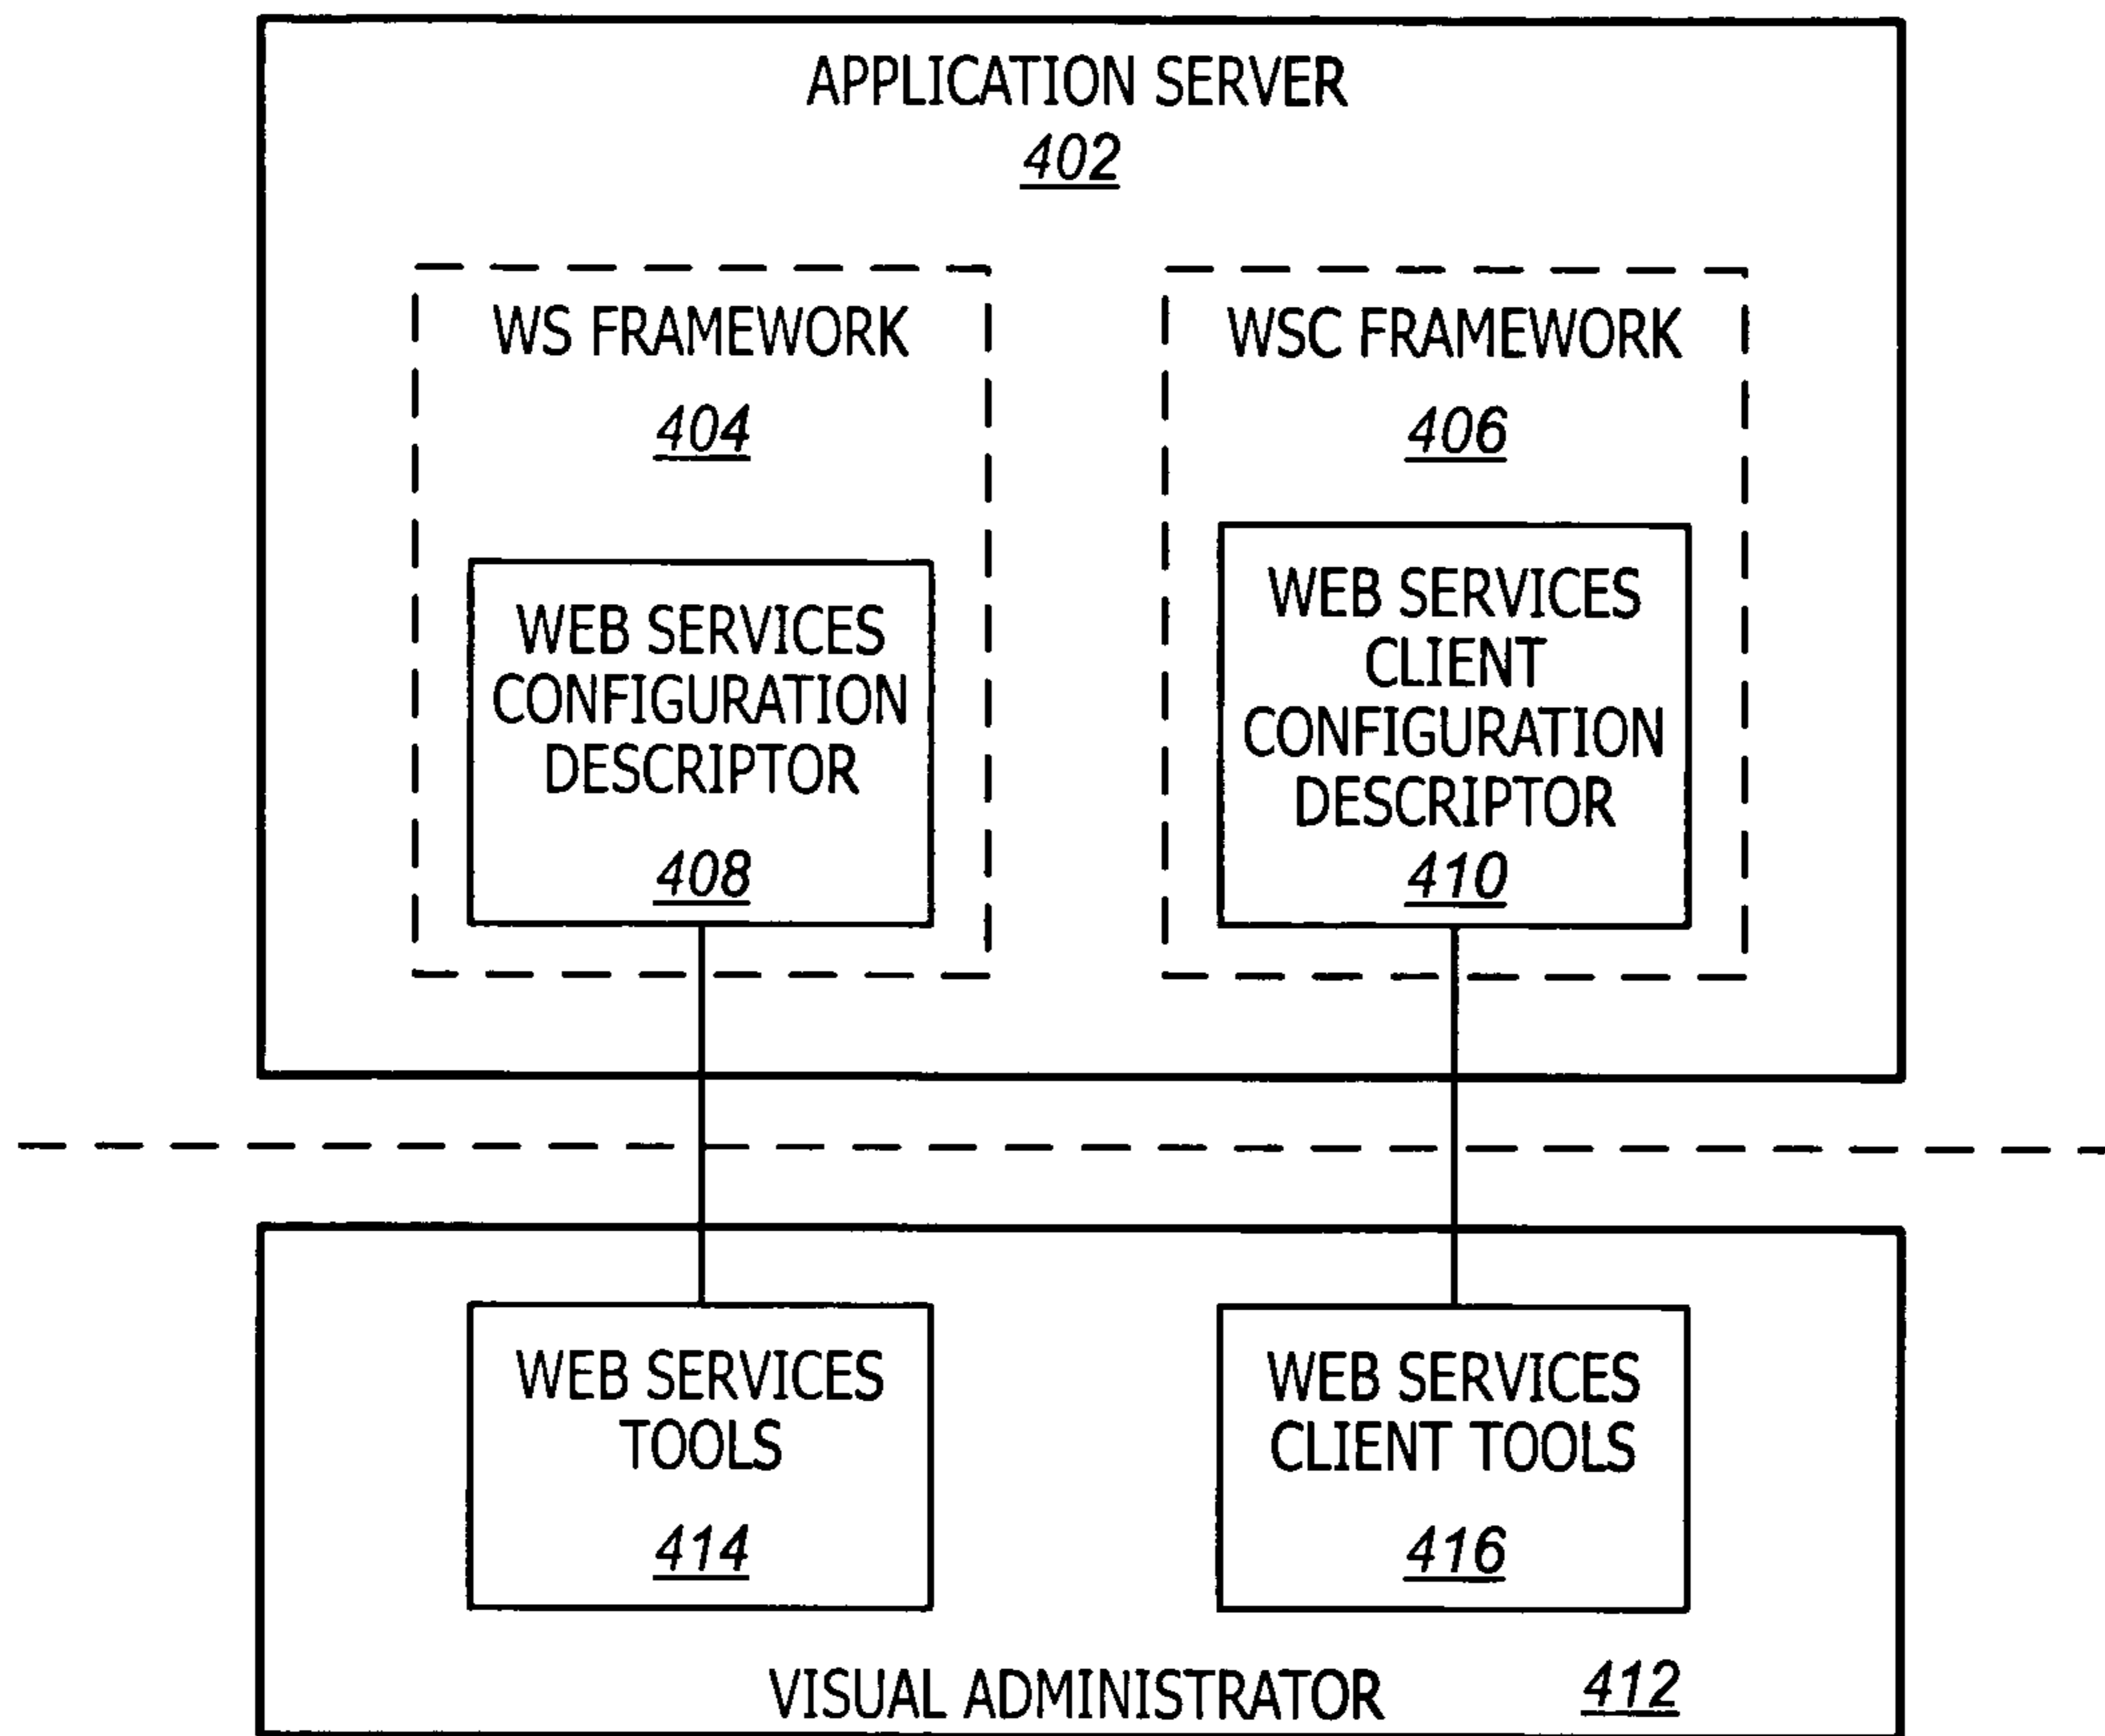 APPLICATION SERVER
402
WS FRAMEWORK
404
WEB SERVICES
CONFIGURATION
DESCRIPTOR
408
WSC FRAMEWORK
406
WEB SERVICES
CLIENT
CONFIGURATION
DESCRIPTOR
410
WEB SERVICES
TOOLS
414
WEB SERVICES
CLIENT TOOLS
416
VISUAL ADMINISTRATOR
412